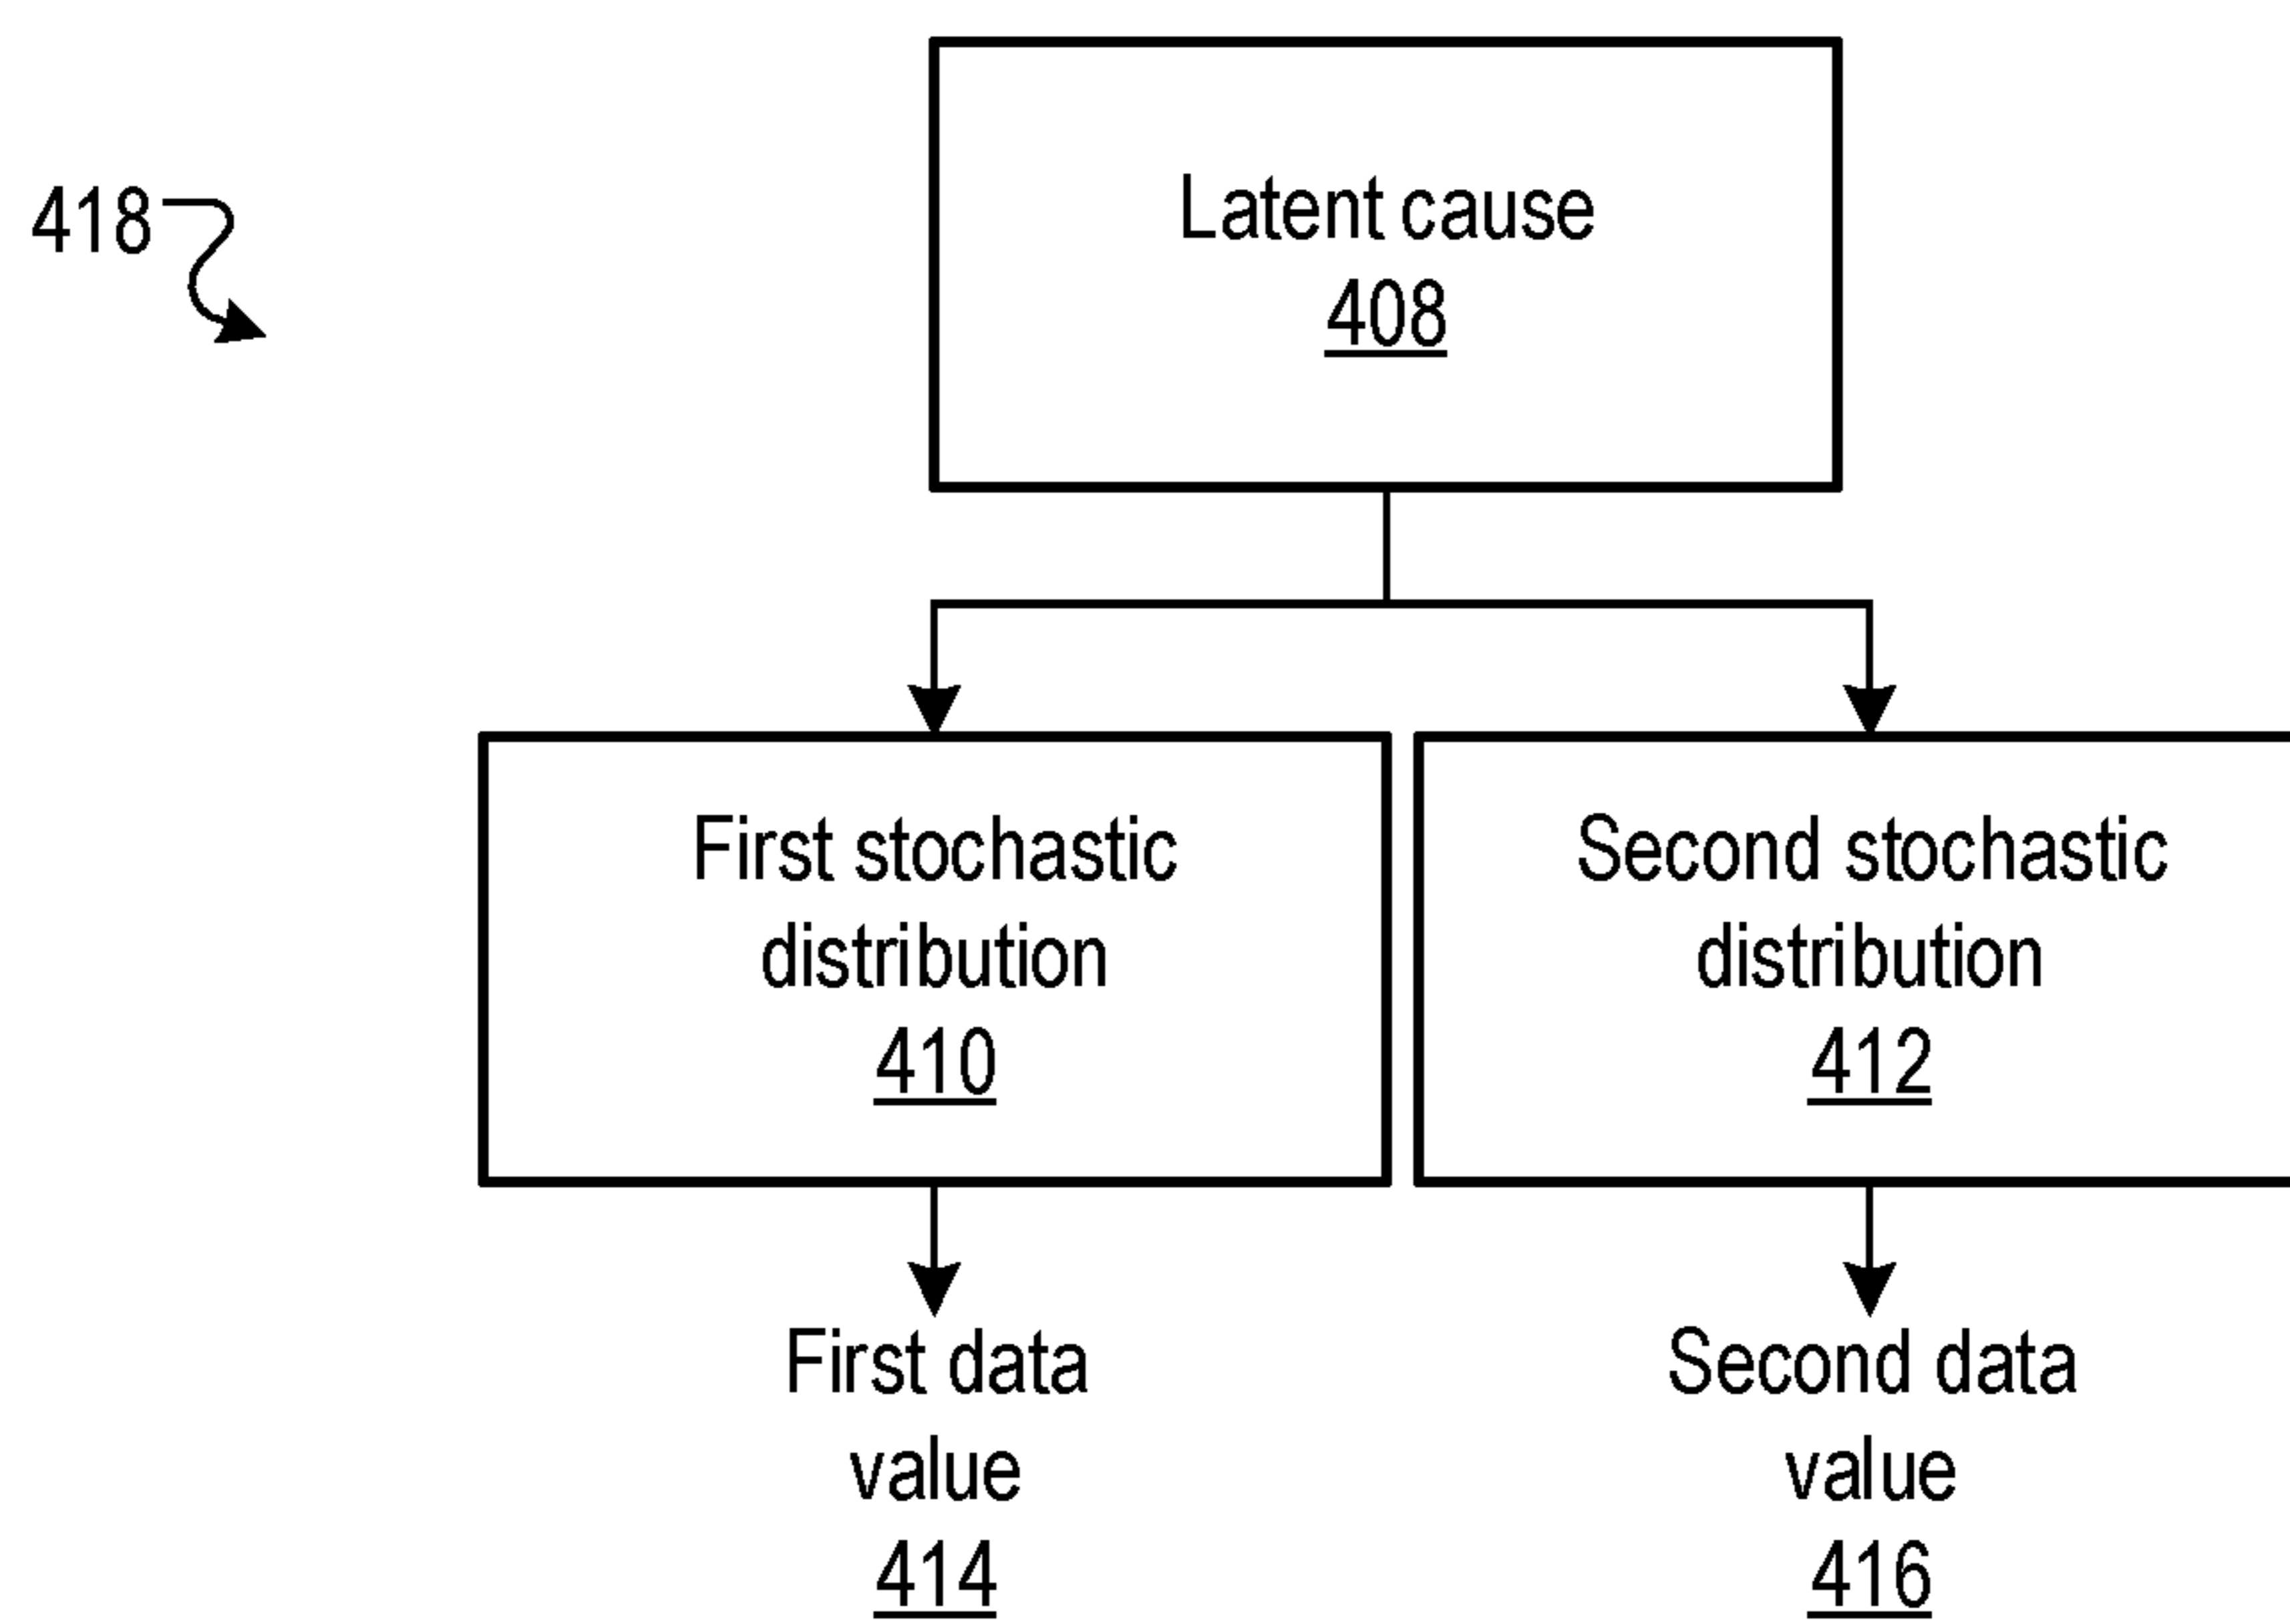 418
Latent cause
408
First stochastic
distribution
410
Second stochastic
distribution
412
First data
value
414
Second data
value
416